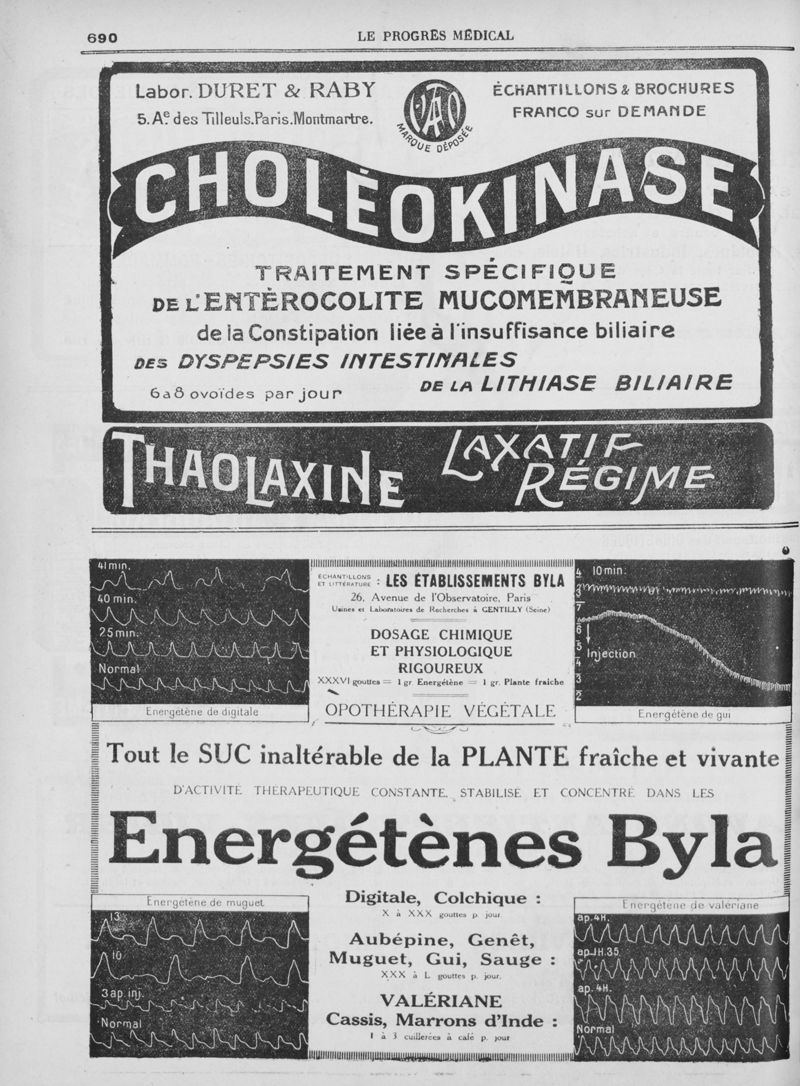 690
LE PROGRÈS MÉDICAL
Labor. DURET & RABY
5. Ae. des Tilleuls. Paris. Montmartre.
MARQUE DÉPOSÉE
ÉCHANTILLONS & BROCHURES
FRANCO sur DEMANDE
CHOLÉOKINASE
TRAITEMENT SPÉCIFIQUE
DE L'ENTÉROCOLITE MUCOMEMBRANEUSE
de la Constipation liée à l'insuffisance biliaire
DES DYSPEPSIES INTESTINALES
DE LA LITHIASE BILIAIRE
6 a 8 ovoïdes par jour
THAOLAXINE
LAXATIF
RÉGIME
41 min.
40 min.
25 min.
Normal
Energétène de digitale
ÉCHANTILLONS
ET LITTÉRATURE : LES ÉTABLISSEMENTS BYLA
26, Avenue de l'Observatoire, Paris
Usines et Laboratoires de Recherches à GENTILLY (Seine)
DOSAGE CHIMIQUE
ET PHYSIOLOGIQUE
RIGOUREUX
XXXVI gouttes = 1 gr. Energétène = 1 gr. Plante fraîche
OPOTHÉRAPIE VÉGÉTALE
10 min.
Injection
Energétène de gui
Tout le SUC inaltérable de la PLANTE fraîche et vivante
D'ACTIVITÉ THÉRAPEUTIQUE CONSTANTE, STABILISÉ ET CONCENTRÉ DANS LES
Energétènes Byla
Energétène de muguet
13
10
3 ap. inj.
Normal
Digitale, Colchique :
X à XXX gouttes p. jour.
Aubépine, Genêt,
Muguet, Gui, Sauge :
XXX à L gouttes p. jour.
VALÉRIANE
Cassis, Marrons d'Inde :
1 à 3 cuillerées à café p. jour
Energétène de valériane
ap. 4H.
ap. 1H.35
ap. 4H.
Normal